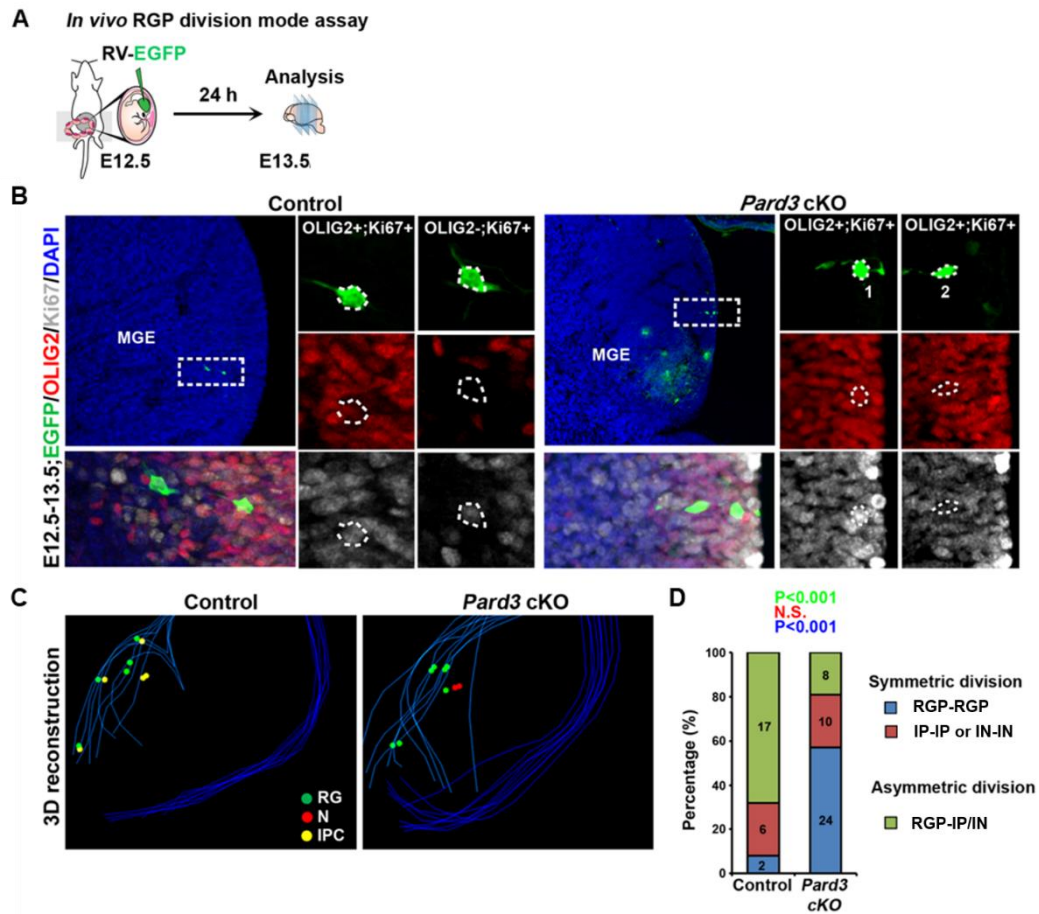 A
In vivo RGP division mode assay
RV-EGFP
24 h
Analysis
E12.5
E13.5
B
Control
Pard3 cKO
E12.5-13.5;EGFP/OLIG2/Ki67/DAPI
MGE
OLIG2+;Ki67+
OLIG2-;Ki67+
MGE
OLIG2+;Ki67+
OLIG2+;Ki67+
1
2
C
Control
Pard3 cKO
3D reconstruction
RG
N
IPC
D
P<0.001
N.S.
P<0.001
Percentage (%)
100
80
60
40
20
0
17
6
2
8
10
24
Control
Pard3
cKO
Symmetric division
RGP-RGP
IP-IP or IN-IN
Asymmetric division
RGP-IP/IN